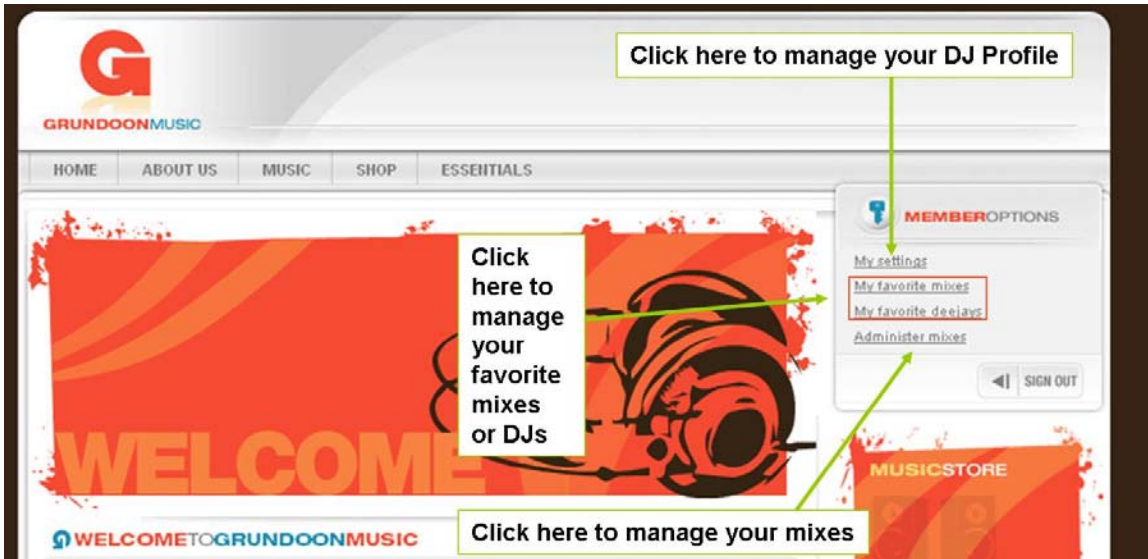 G
GRUNDOONMUSIC
Click here to manage your DJ Profile
HOME ABOUT US MUSIC SHOP ESSENTIALS
MEMBEROPTIONS
My settings
My favorite mixes
My favorite deejays
Administer mixes
SIGN OUT
Click
here to
manage
your
favorite
mixes
or DJs
WELCOME
MUSICSTORE
Click here to manage your mixes
WELCOMETOGRUNDOONMUSIC